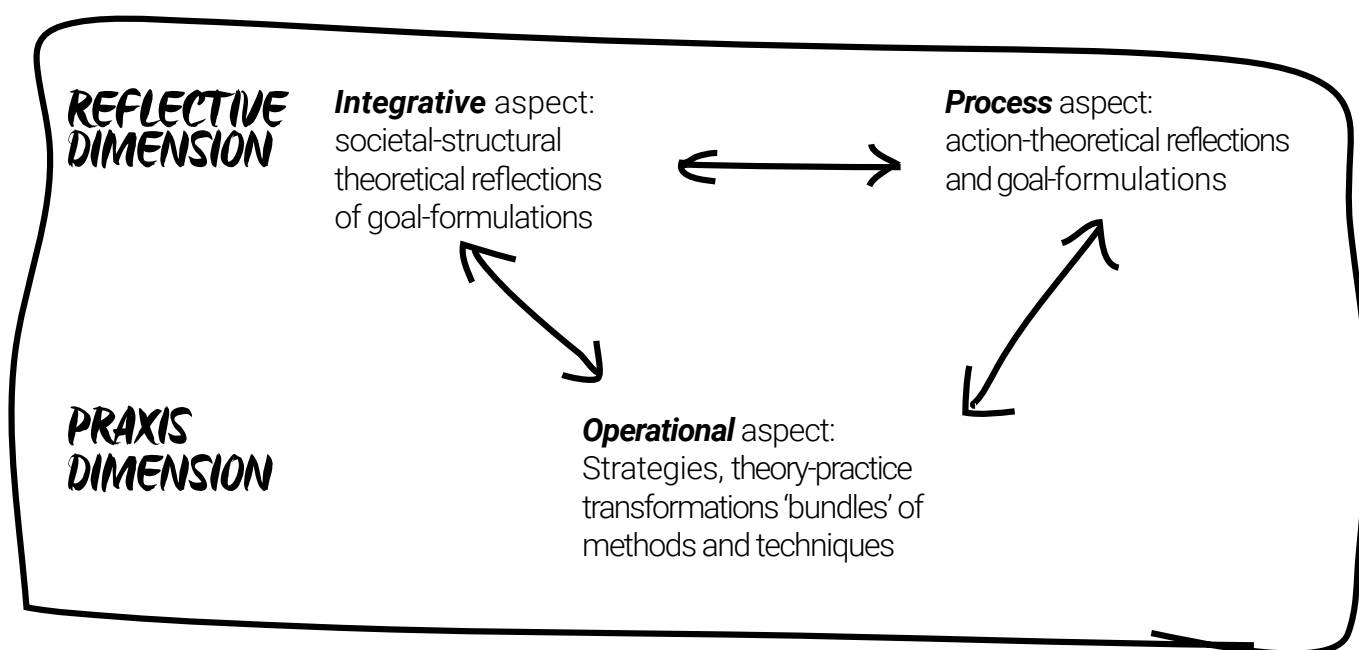 REFLECTIVE
DIMENSION
Integrative aspect:
societal-structural
theoretical reflections
of goal-formulations
Process aspect:
action-theoretical reflections
and goal-formulations
PRAXIS
DIMENSION
Operational aspect:
Strategies, theory-practice
transformations ‘bundles’ of
methods and techniques